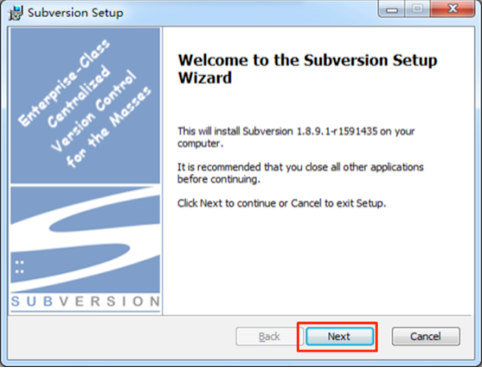 Subversion Setup
Enterprise-Class
Centralized
Version Control
for the Masses
SUBVERSION
Welcome to the Subversion Setup
Wizard
This will install Subversion 1.8.9.1-r1591435 on your
computer.
It is recommended that you close all other applications
before continuing.
Click Next to continue or Cancel to exit Setup.
Back
Next
Cancel